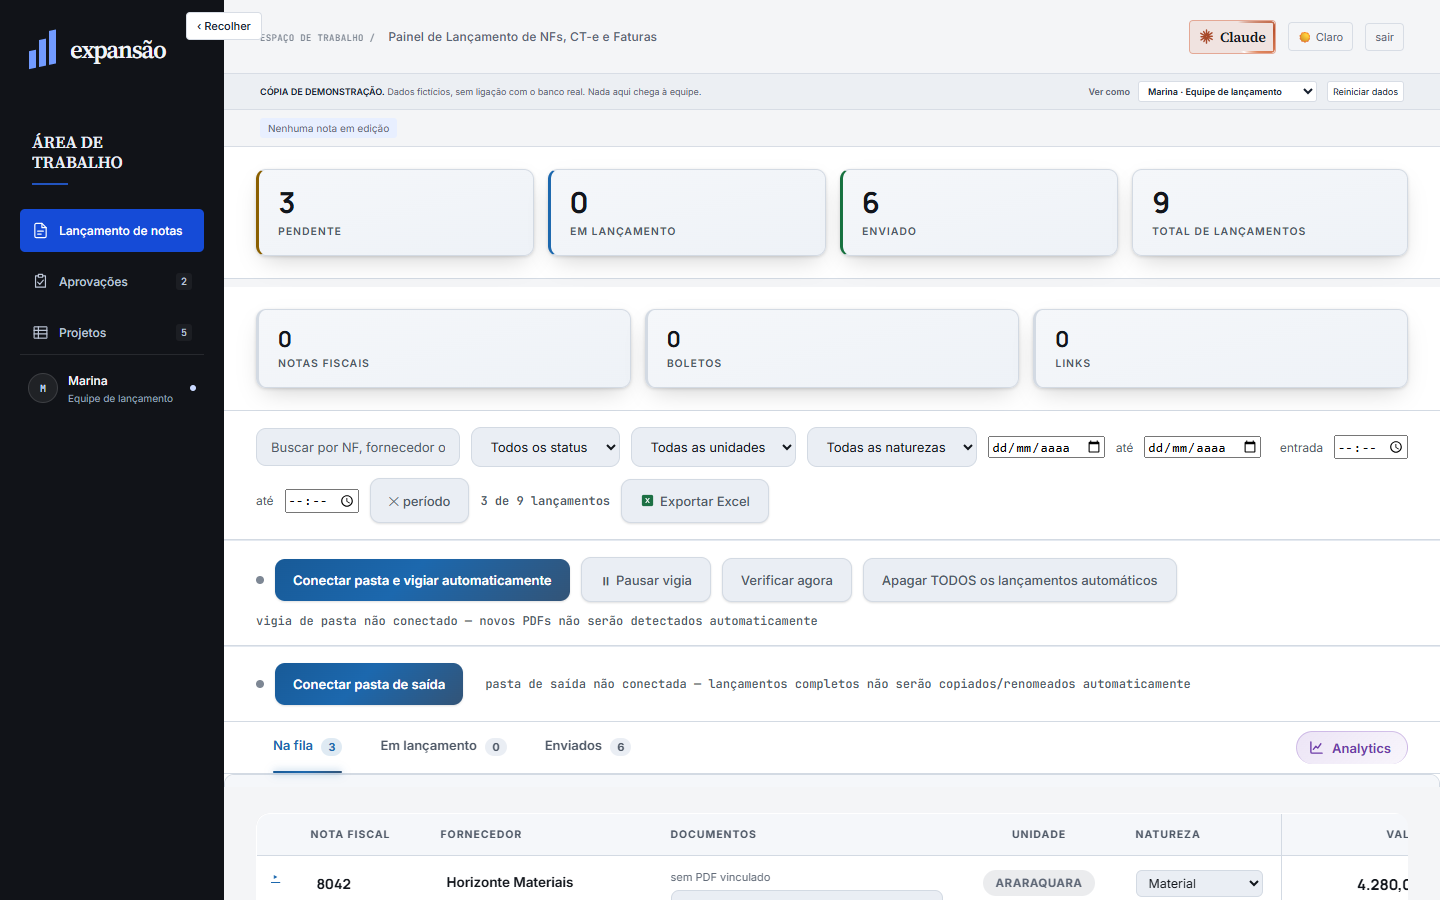 ‹ Recolher
expansão
ESPAÇO DE TRABALHO / Painel de Lançamento de NFs, CT-e e Faturas
Claude
Claro
sair
CÓPIA DE DEMONSTRAÇÃO. Dados fictícios, sem ligação com o banco real. Nada aqui chega à equipe.
Ver como
Marina · Equipe de lançamento
Reiniciar dados
Nenhuma nota em edição
ÁREA DE
TRABALHO
Lançamento de notas
Aprovações 2
Projetos 5
M
Marina
Equipe de lançamento
3
PENDENTE
0
EM LANÇAMENTO
6
ENVIADO
9
TOTAL DE LANÇAMENTOS
0
NOTAS FISCAIS
0
BOLETOS
0
LINKS
Buscar por NF, fornecedor o
Todos os status
Todas as unidades
Todas as naturezas
dd/mm/aaaa até dd/mm/aaaa
entrada --:--
até --:--
período
3 de 9 lançamentos
Exportar Excel
Conectar pasta e vigiar automaticamente
Pausar vigia
Verificar agora
Apagar TODOS os lançamentos automáticos
vigia de pasta não conectado — novos PDFs não serão detectados automaticamente
Conectar pasta de saída
pasta de saída não conectada — lançamentos completos não serão copiados/renomeados automaticamente
Na fila 3
Em lançamento 0
Enviados 6
Analytics
NOTA FISCAL FORNECEDOR DOCUMENTOS UNIDADE NATUREZA VAL
8042 Horizonte Materiais sem PDF vinculado ARARAQUARA Material 4.280,0